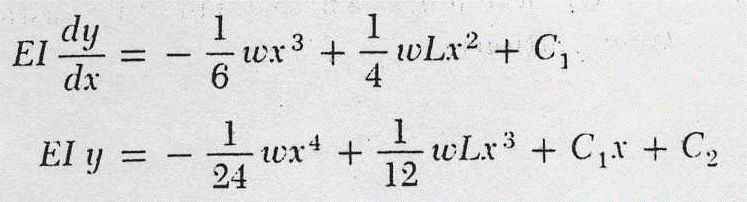 EI dy/dx = − 1/6 wx³ + 1/4 wLx² + C₁
EI y = − 1/24 wx⁴ + 1/12 wLx³ + C₁x + C₂